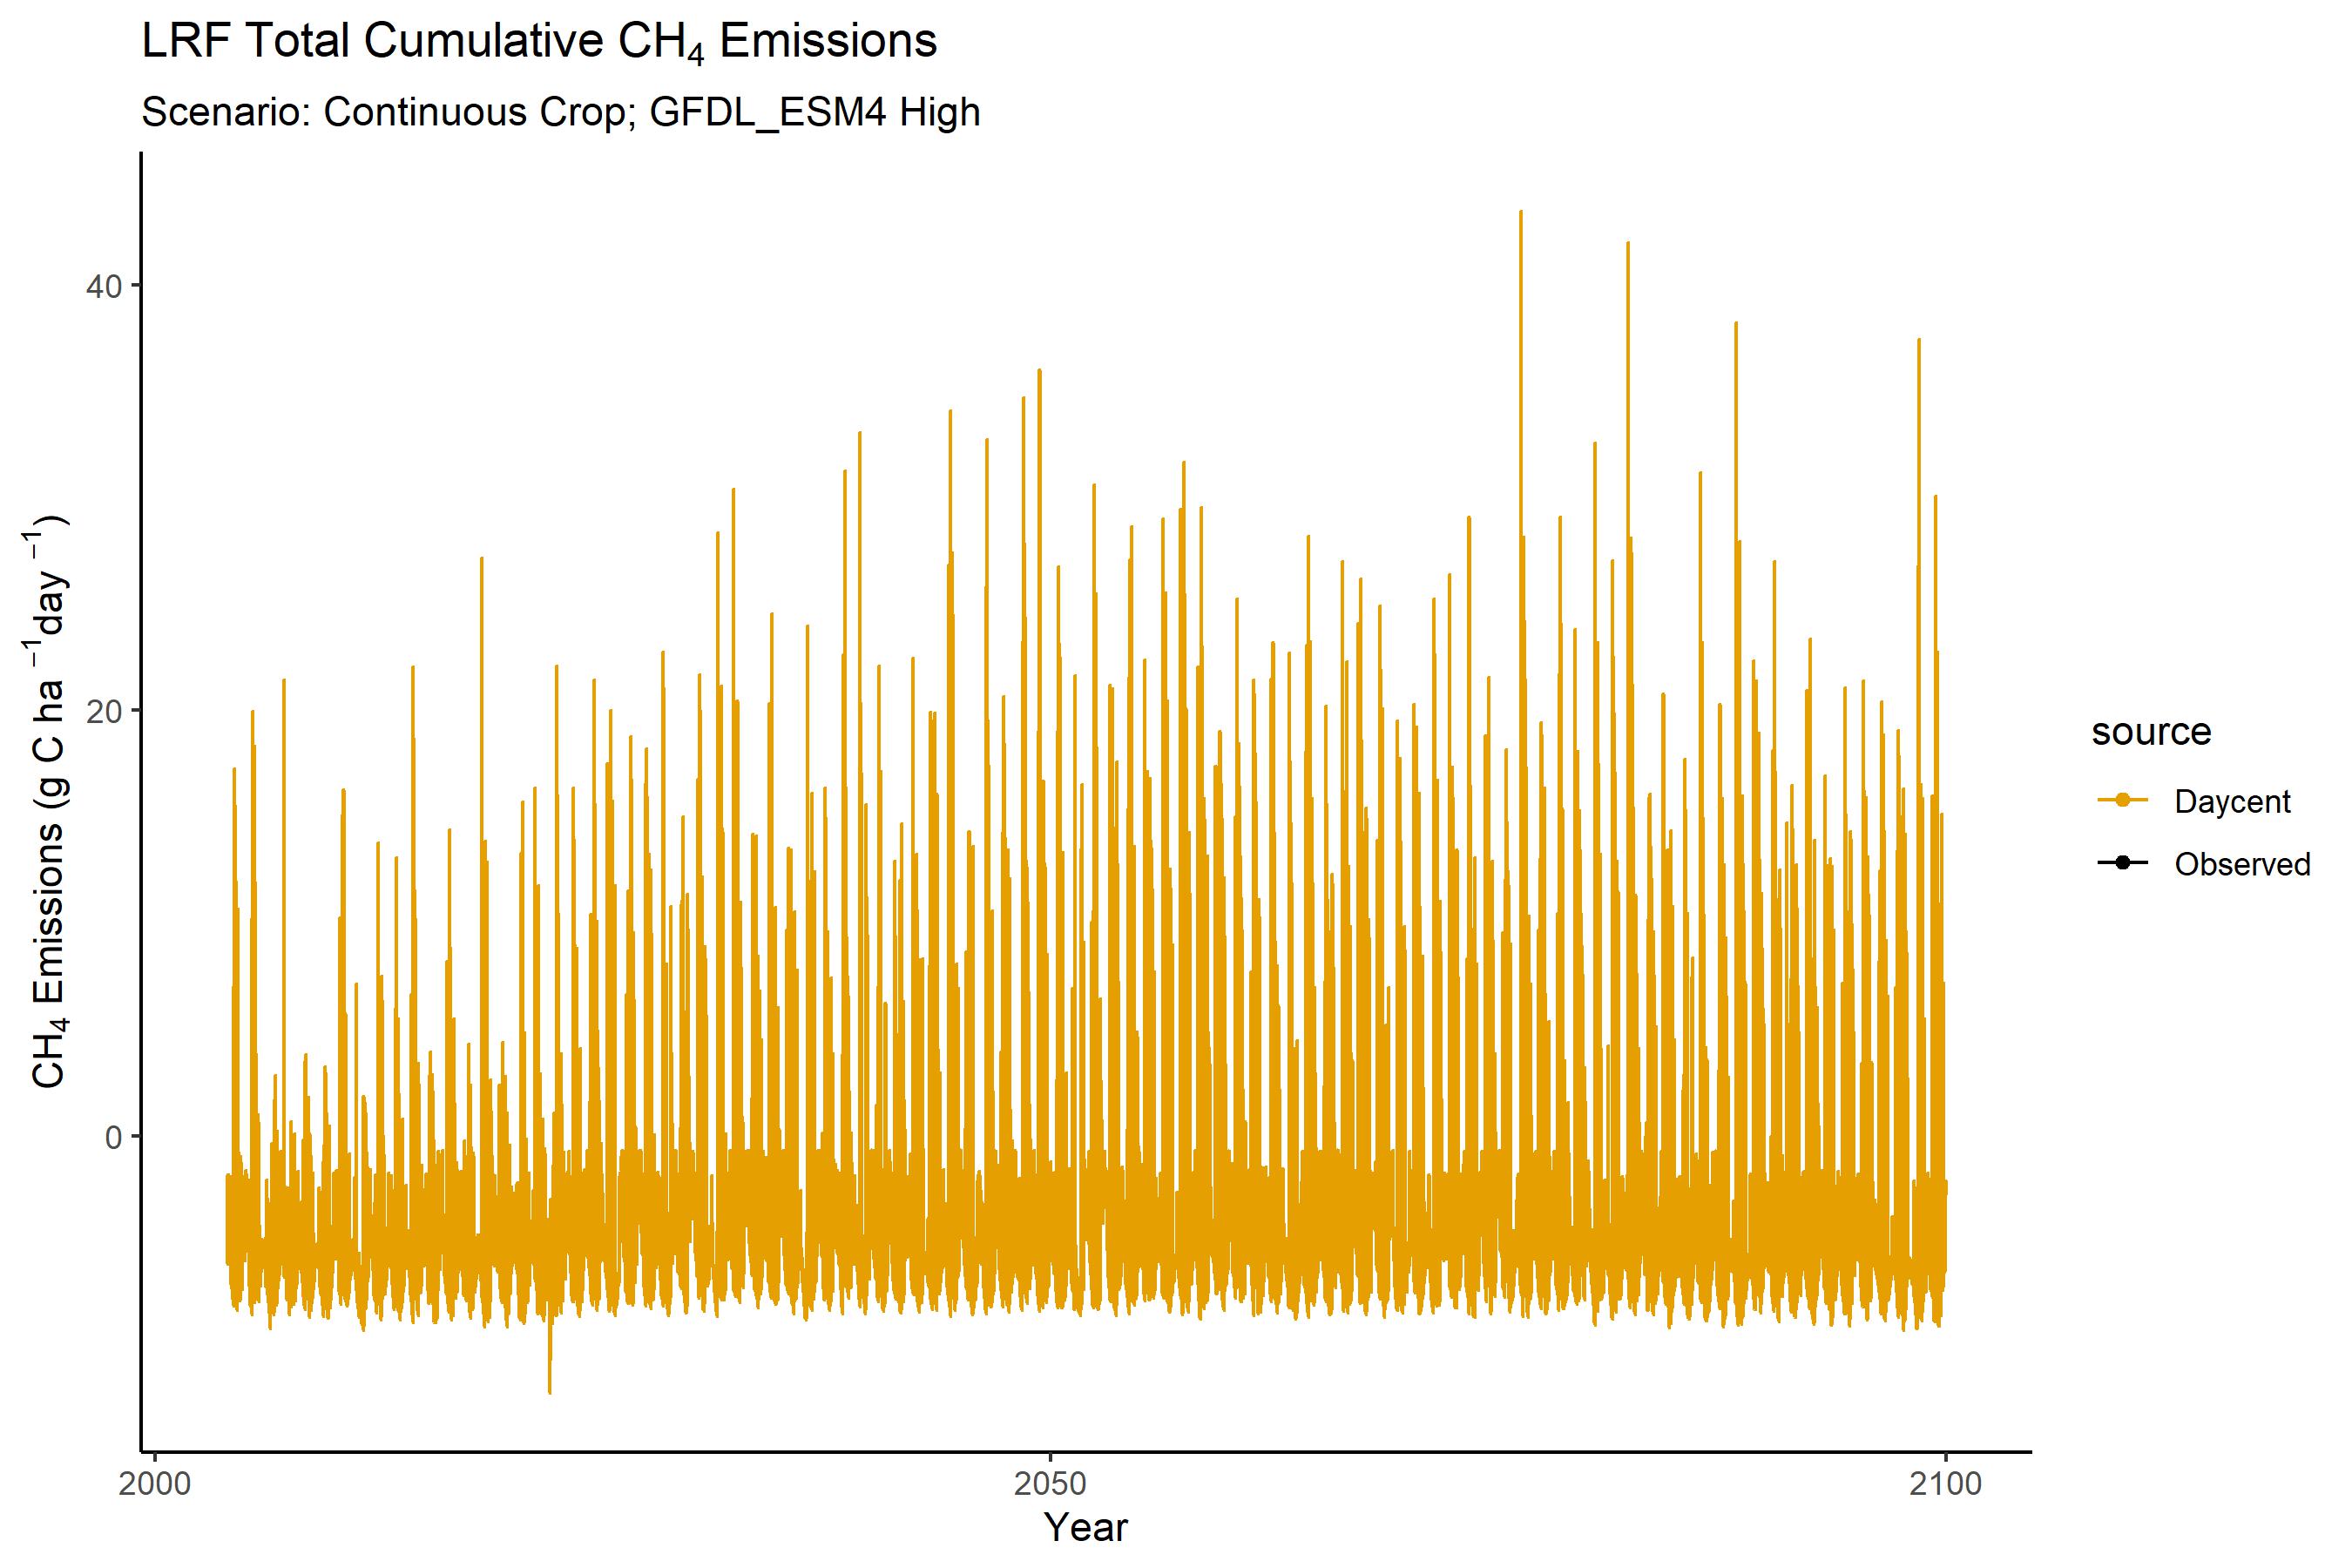 LRF Total Cumulative CH₄ Emissions
Scenario: Continuous Crop; GFDL_ESM4 High
CH₄ Emissions (g C ha ⁻¹day ⁻¹)
40
20
0
2000
2050
2100
Year
source
Daycent
Observed